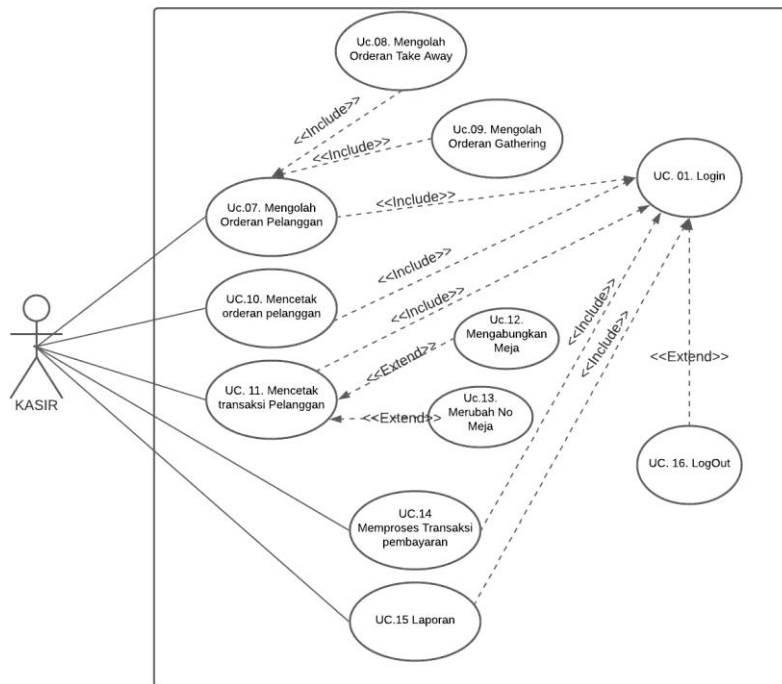 Uc.08. Mengolah
Orderan Take Away
<<Include>>
<<Include>>
Uc.09. Mengolah
Orderan Gathering
UC. 01. Login
Uc.07. Mengolah
Orderan Pelanggan
<<Include>>
UC.10. Mencetak
orderan pelanggan
<<Include>>
<<Include>>
Uc.12.
Mengabungkan
Meja
<<Extend>>
KASIR
UC. 11. Mencetak
transaksi Pelanggan
<<Extend>>
Uc.13.
Merubah No
Meja
<<Include>>
<<Include>>
<<Extend>>
UC. 16. LogOut
UC.14
Memproses Transaksi
pembayaran
UC.15 Laporan